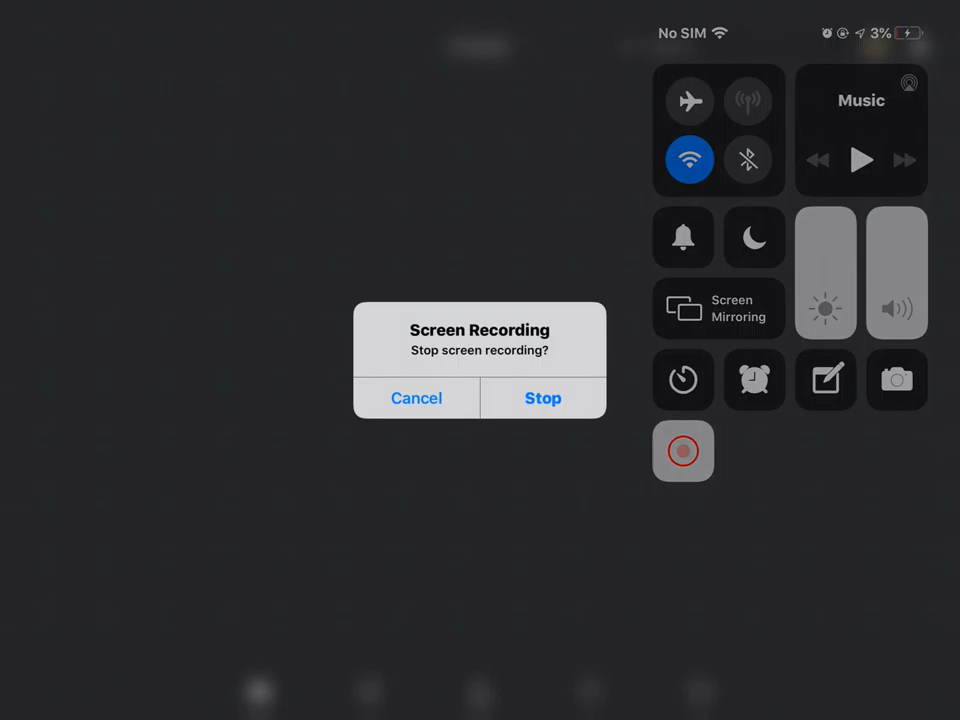 No SIM
3%
Music
Screen
Mirroring
Screen Recording
Stop screen recording?
Cancel
Stop